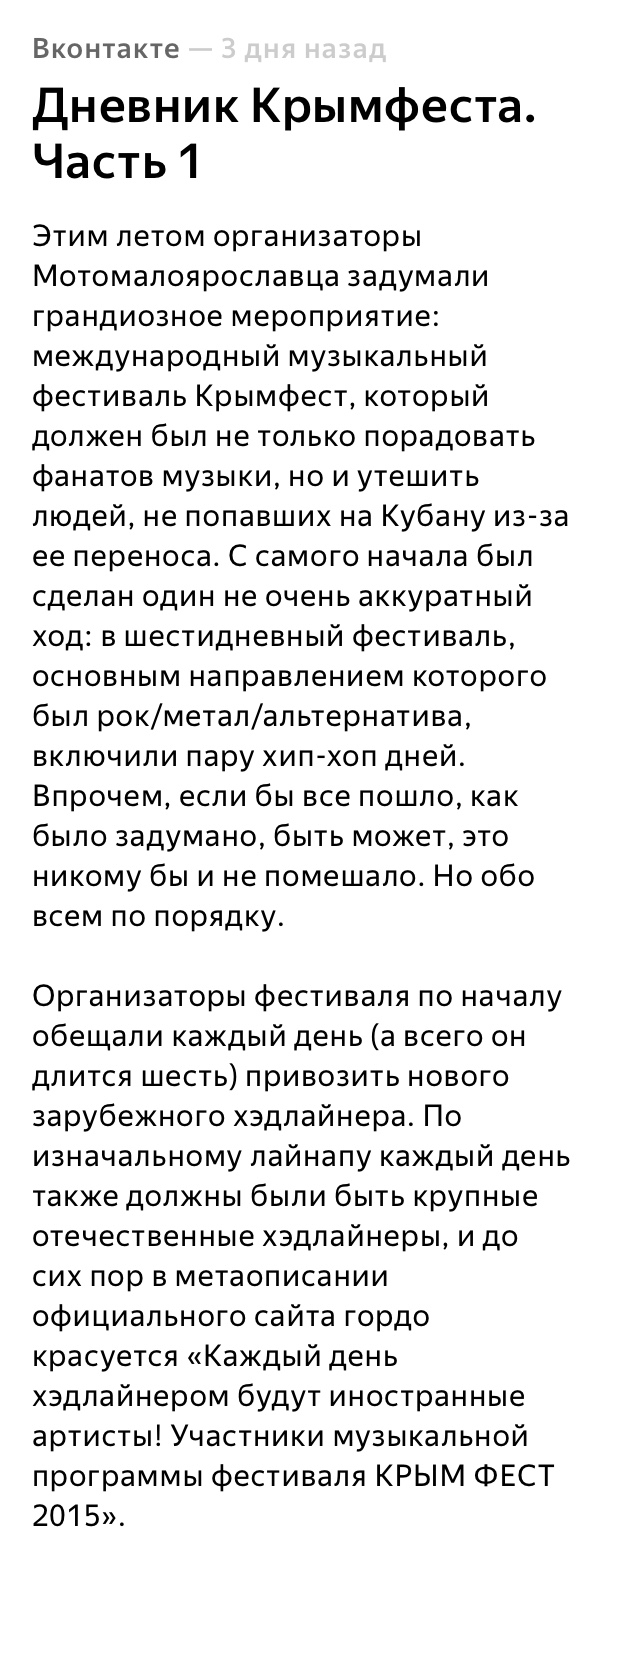 Вконтакте — 3 дня назад
Дневник Крымфеста.
Часть 1
Этим летом организаторы
Мотомалоярославца задумали
грандиозное мероприятие:
международный музыкальный
фестиваль Крымфест, который
должен был не только порадовать
фанатов музыки, но и утешить
людей, не попавших на Кубану из-за
ее переноса. С самого начала был
сделан один не очень аккуратный
ход: в шестидневный фестиваль,
основным направлением которого
был рок/метал/альтернатива,
включили пару хип-хоп дней.
Впрочем, если бы все пошло, как
было задумано, быть может, это
никому бы и не помешало. Но обо
всем по порядку.
Организаторы фестиваля по началу
обещали каждый день (а всего он
длится шесть) привозить нового
зарубежного хэдлайнера. По
изначальному лайнапу каждый день
также должны были быть крупные
отечественные хэдлайнеры, и до
сих пор в метаописании
официального сайта гордо
красуется «Каждый день
хэдлайнером будут иностранные
артисты! Участники музыкальной
программы фестиваля КРЫМ ФЕСТ
2015».